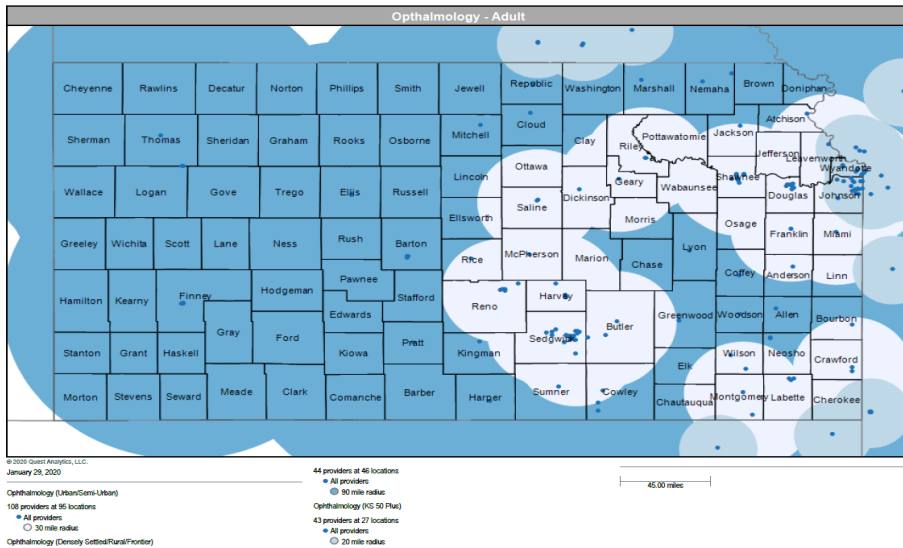 Opthalmology - Adult
Cheyenne Rawlins Decatur Norton Phillips Smith Jewell Republic Washington Marshall Nemaha Brown Doniphan
Atchison
Sherman Thomas Sheridan Graham Rooks Osborne Mitchell Cloud Clay Riley Pottawatomie Jackson
Jefferson Leavenworth
Wyandotte
Lincoln Ottawa Geary Wabaunsee Shawnee
Wallace Logan Gove Trego Ellis Russell Saline Dickinson Douglas Johnson
Ellsworth Morris Osage
Greeley Wichita Scott Lane Ness Rush Barton Rice McPherson Marion Chase Lyon Franklin Miami
Pawnee Coffey Anderson Linn
Hamilton Kearny Finney Hodgeman Stafford Reno Harvey
Gray Ford Edwards Sedgwick Butler Greenwood Woodson Allen Bourbon
Stanton Grant Haskell Kiowa Pratt Kingman Elk Wilson Neosho Crawford
Morton Stevens Seward Meade Clark Comanche Barber Harper Sumner Cowley Chautauqua Montgomery Labette Cherokee
© 2020 Quest Analytics, LLC.
January 29, 2020
Ophthalmology (Urban/Semi-Urban)
108 providers at 95 locations
All providers
30 mile radius
Ophthalmology (Densely Settled/Rural/Frontier)
44 providers at 46 locations
All providers
90 mile radius
Ophthalmology (KS 50 Plus)
43 providers at 27 locations
All providers
20 mile radius
45.00 miles